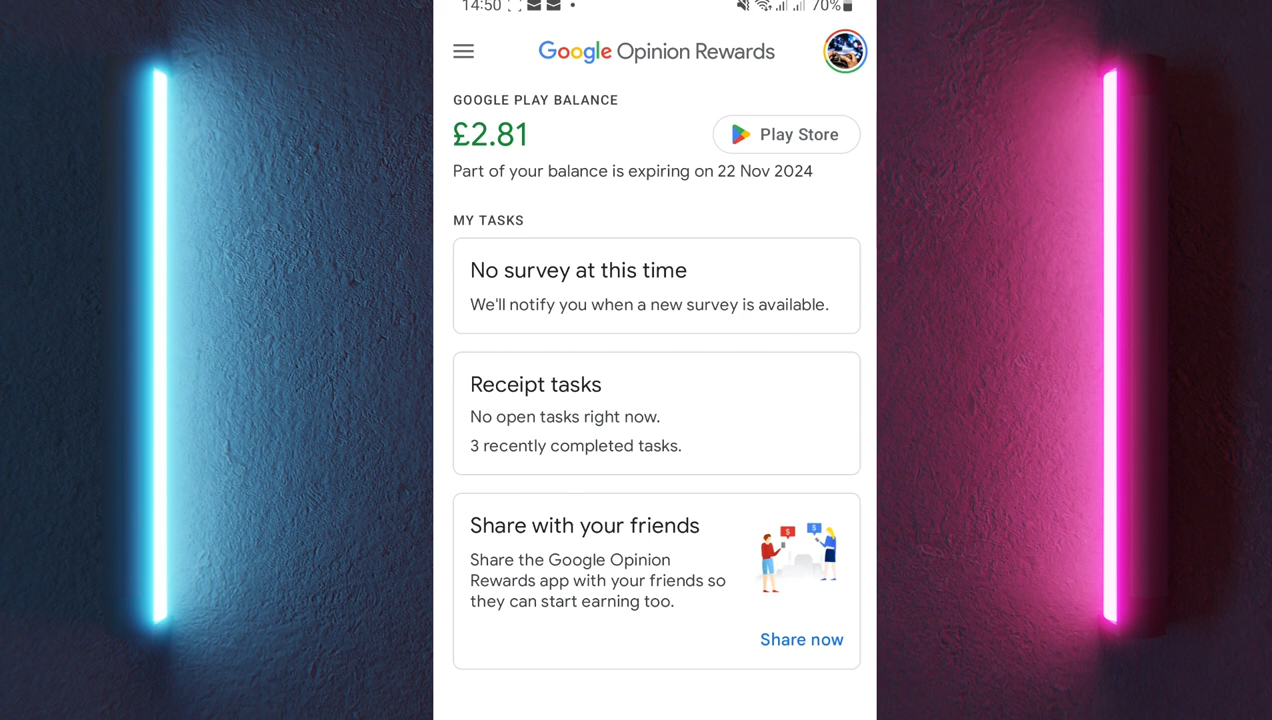 14:50
70%
Google Opinion Rewards
GOOGLE PLAY BALANCE
£2.81
Play Store
Part of your balance is expiring on 22 Nov 2024
MY TASKS
No survey at this time
We'll notify you when a new survey is available.
Receipt tasks
No open tasks right now.
3 recently completed tasks.
Share with your friends
$
$
Share the Google Opinion
Rewards app with your friends so
they can start earning too.
Share now